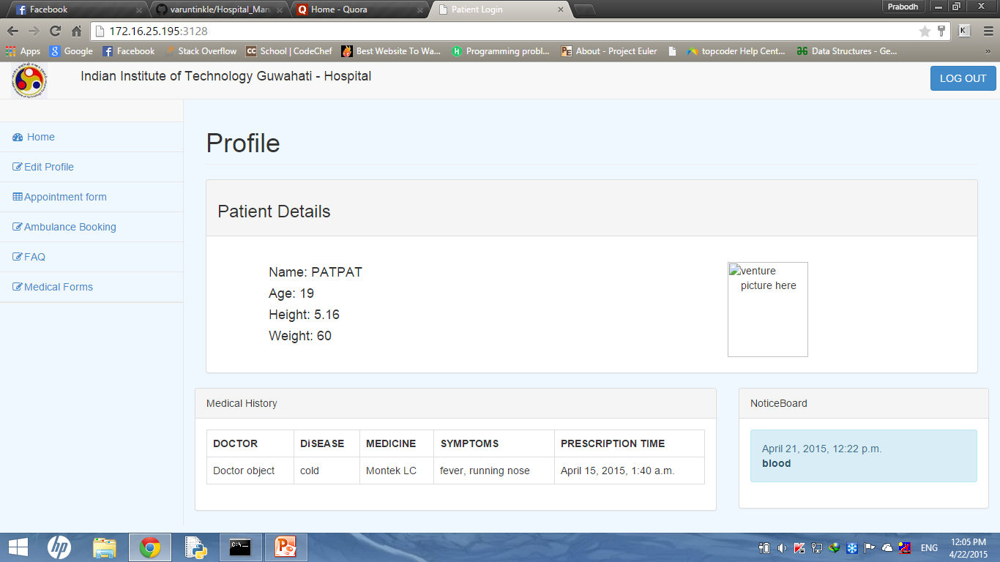 Facebook
varuntinkle/Hospital_Man
Home - Quora
Patient Login
Prabodh
172.16.25.195:3128
K
Apps
Google
Facebook
Stack Overflow
CC School | CodeChef
Best Website To Wa...
Programming probl...
PE About - Project Euler
topcoder Help Cent...
Data Structures - Ge...
»
Indian Institute of Technology Guwahati - Hospital
LOG OUT
Home
Edit Profile
Appointment form
Ambulance Booking
FAQ
Medical Forms
Profile
Patient Details
Name: PATPAT
Age: 19
Height: 5.16
Weight: 60
venture
picture here
Medical History
DOCTOR DiSEASE MEDICINE SYMPTOMS PRESCRIPTION TIME
Doctor object cold Montek LC fever, running nose April 15, 2015, 1:40 a.m.
NoticeBoard
April 21, 2015, 12:22 p.m.
blood
hp
C:\
P
ENG
12:05 PM
4/22/2015